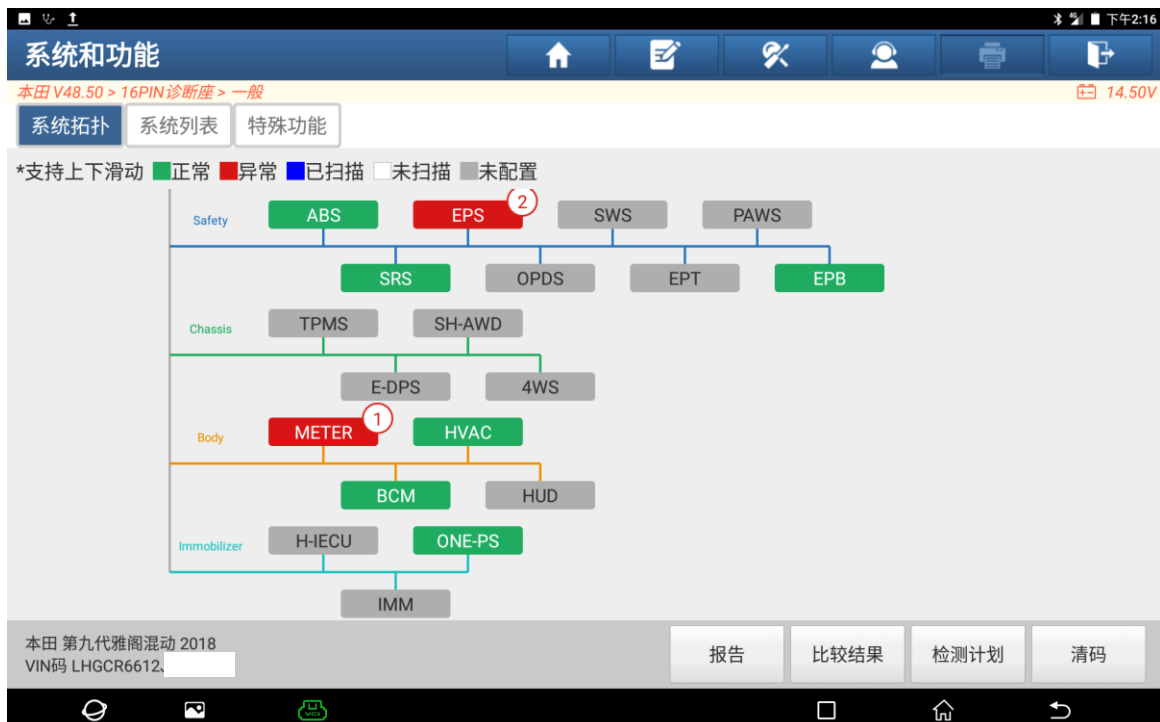 4G 下午2:16
系统和功能
本田 V48.50 > 16PIN诊断座 > 一般 14.50V
系统拓扑 系统列表 特殊功能
*支持上下滑动 正常 异常 已扫描 未扫描 未配置
Safety ABS EPS 2 SWS PAWS
SRS OPDS EPT EPB
Chassis TPMS SH-AWD
E-DPS 4WS
METER 1 HVAC
Body
BCM HUD
Immobilizer H-IECU ONE-PS
IMM
本田 第九代雅阁混动 2018
VIN码 LHGCR6612
报告 比较结果 检测计划 清码
VCI